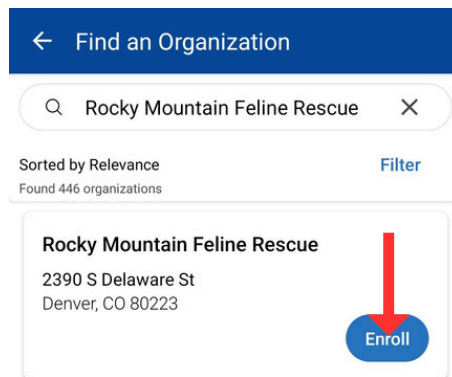 Find an Organization
Rocky Mountain Feline Rescue
Sorted by Relevance
Filter
Found 446 organizations
Rocky Mountain Feline Rescue
2390 S Delaware St
Denver, CO 80223
Enroll